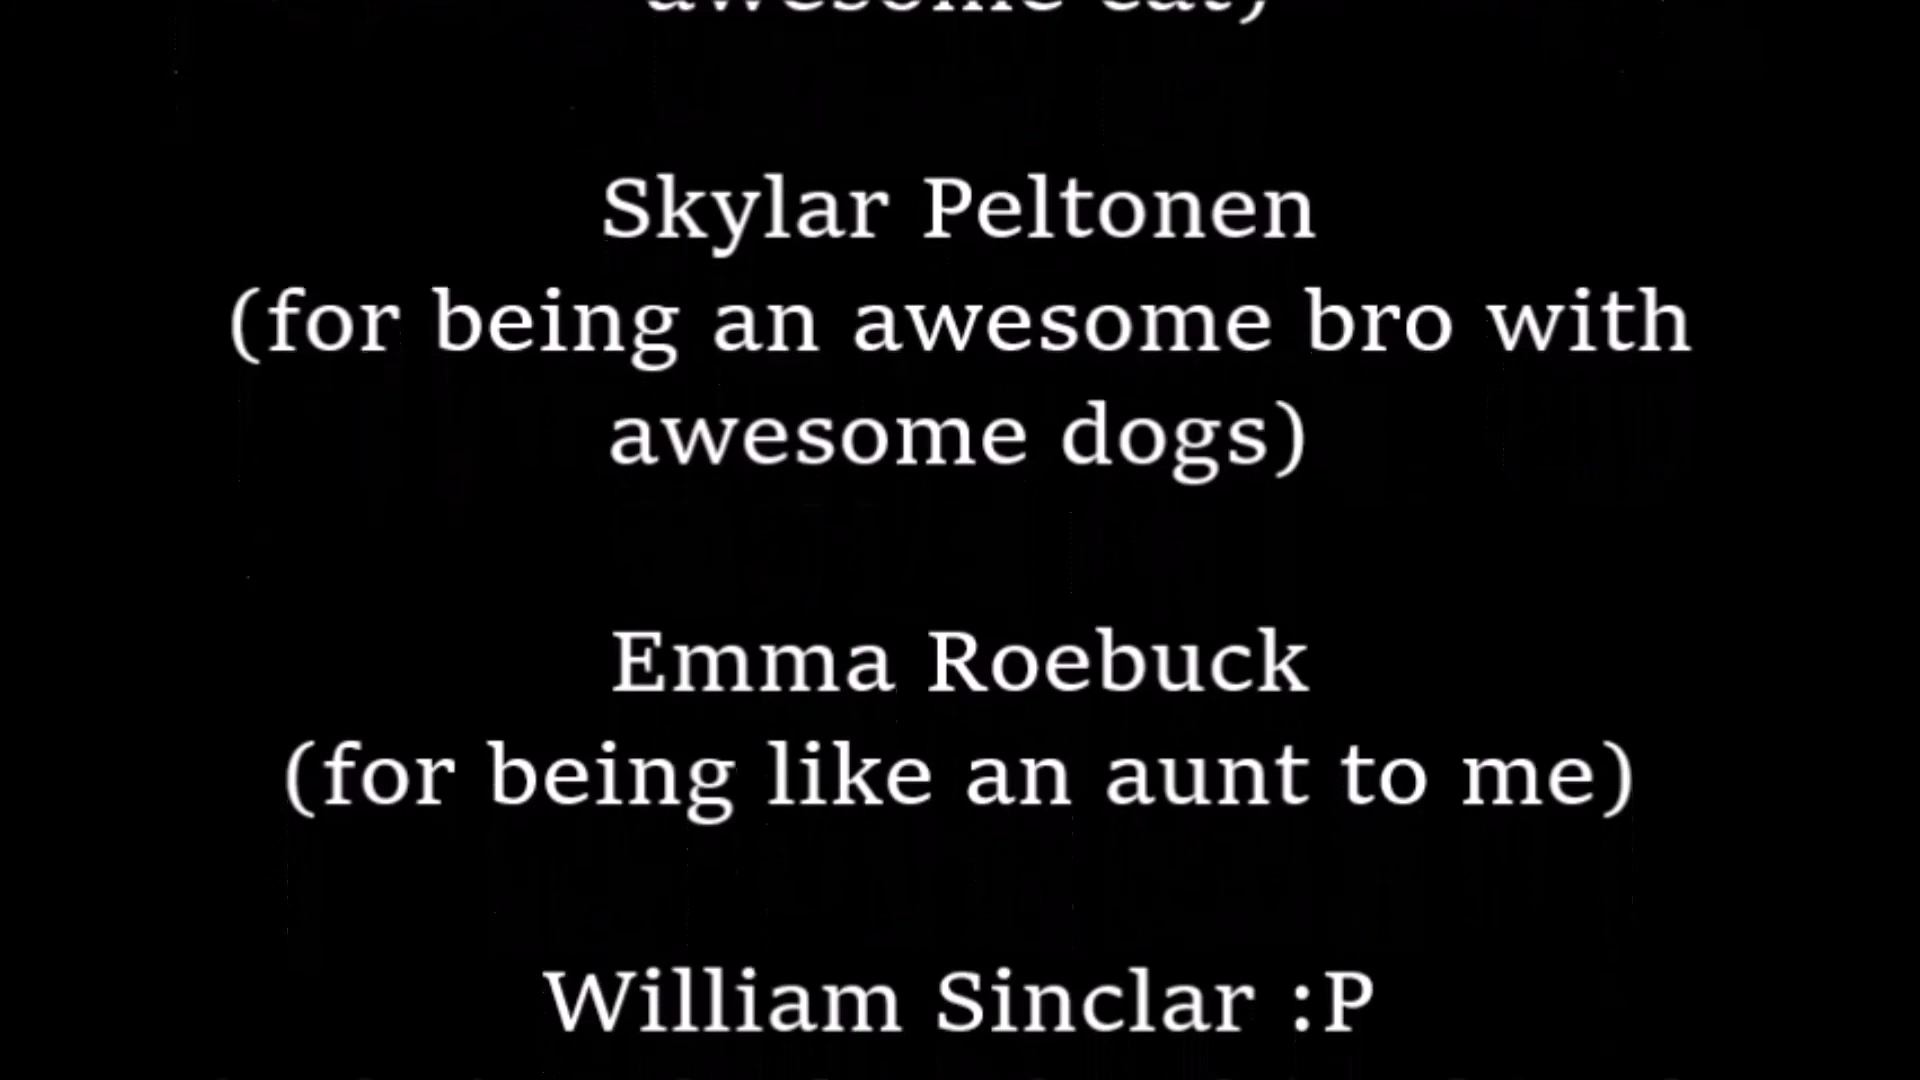 awesome cat)
Skylar Peltonen
(for being an awesome bro with
awesome dogs)
Emma Roebuck
(for being like an aunt to me)
William Sinclar :P